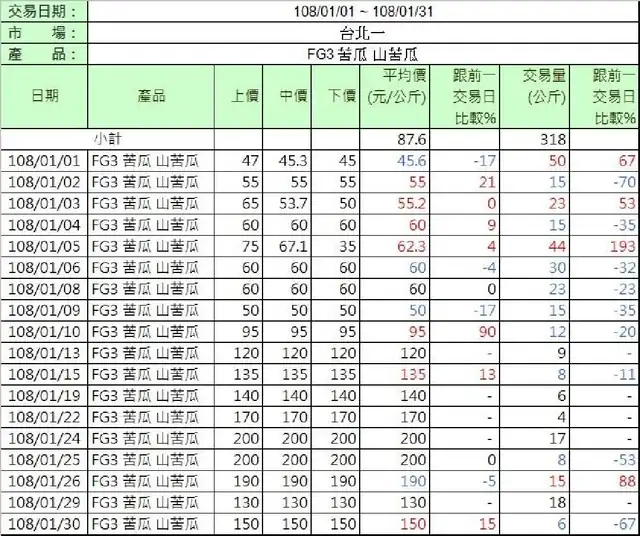 交易日期： 108/01/01 ~ 108/01/31
市 場： 台北一
產 品： FG3 苦瓜 山苦瓜
日期 產品 上價 中價 下價 平均價 (元/公斤) 跟前一交易日比較% 交易量 (公斤) 跟前一交易日比較%
小計 87.6 318
108/01/01 FG3 苦瓜 山苦瓜 47 45.3 45 45.6 -17 50 67
108/01/02 FG3 苦瓜 山苦瓜 55 55 55 55 21 15 -70
108/01/03 FG3 苦瓜 山苦瓜 65 53.7 50 55.2 0 23 53
108/01/04 FG3 苦瓜 山苦瓜 60 60 60 60 9 15 -35
108/01/05 FG3 苦瓜 山苦瓜 75 67.1 35 62.3 4 44 193
108/01/06 FG3 苦瓜 山苦瓜 60 60 60 60 -4 30 -32
108/01/08 FG3 苦瓜 山苦瓜 60 60 60 60 0 23 -23
108/01/09 FG3 苦瓜 山苦瓜 50 50 50 50 -17 15 -35
108/01/10 FG3 苦瓜 山苦瓜 95 95 95 95 90 12 -20
108/01/13 FG3 苦瓜 山苦瓜 120 120 120 120 - 9 -
108/01/15 FG3 苦瓜 山苦瓜 135 135 135 135 13 8 -11
108/01/19 FG3 苦瓜 山苦瓜 140 140 140 140 - 6 -
108/01/22 FG3 苦瓜 山苦瓜 170 170 170 170 - 4 -
108/01/24 FG3 苦瓜 山苦瓜 200 200 200 200 - 17 -
108/01/25 FG3 苦瓜 山苦瓜 200 200 200 200 0 8 -53
108/01/26 FG3 苦瓜 山苦瓜 190 190 190 190 -5 15 88
108/01/29 FG3 苦瓜 山苦瓜 130 130 130 130 - 18 -
108/01/30 FG3 苦瓜 山苦瓜 150 150 150 150 15 6 -67